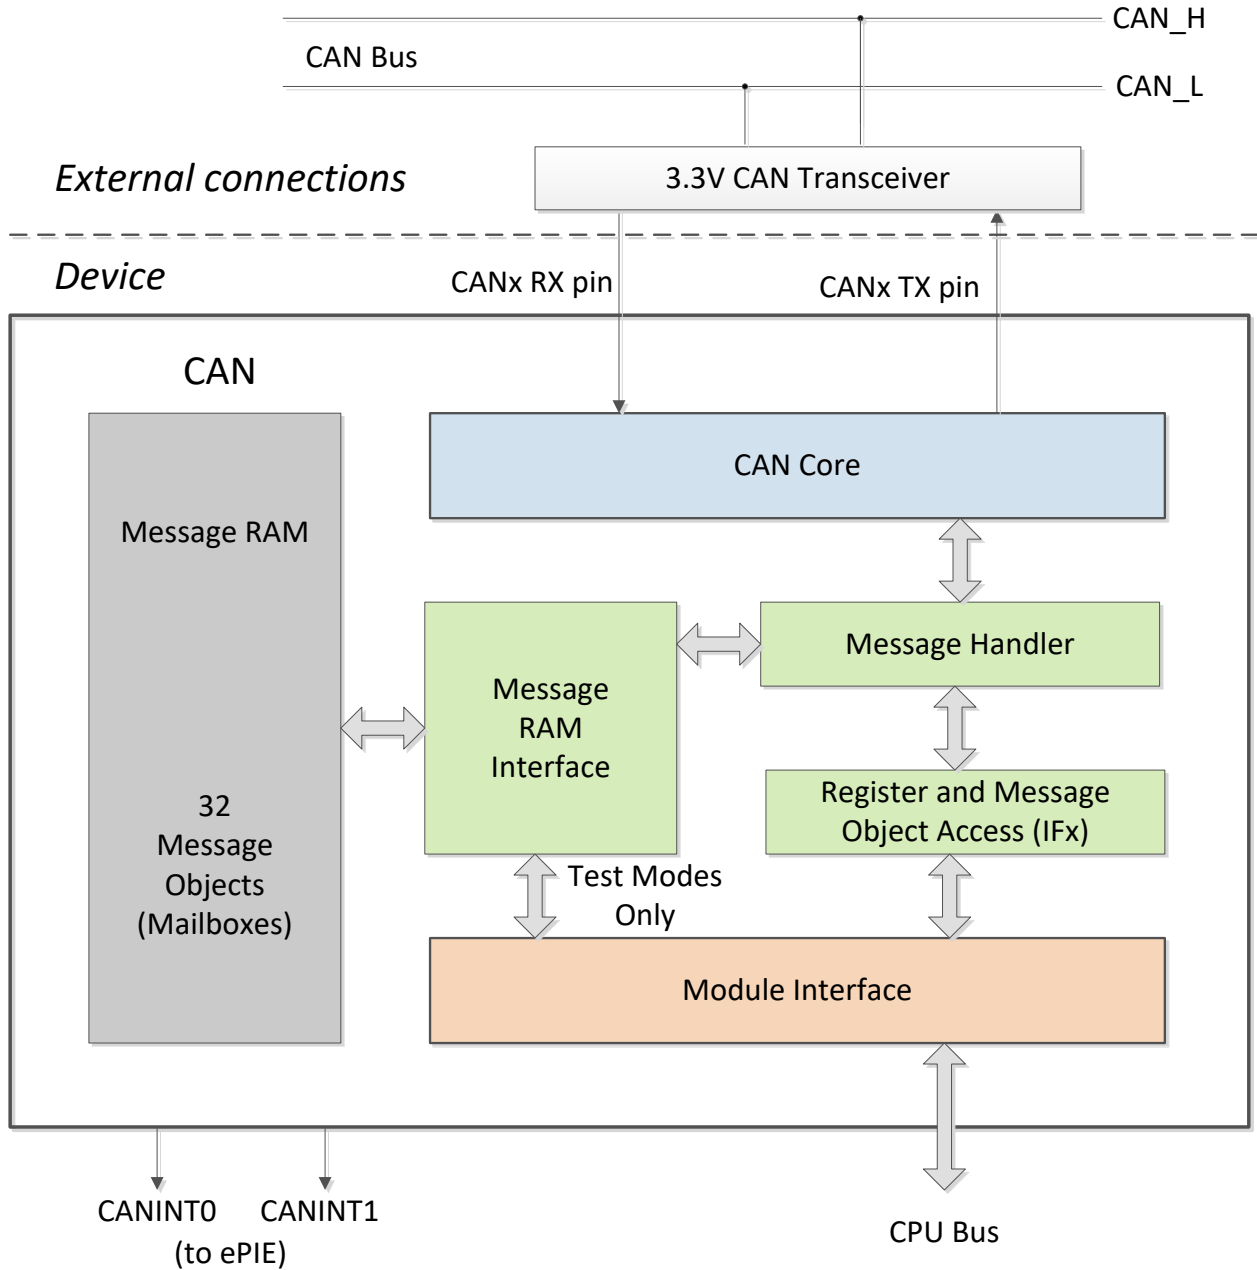 CAN_H
CAN Bus
CAN_L
External connections
3.3V CAN Transceiver
Device
CANx RX pin
CANx TX pin
CAN
CAN Core
Message RAM
Message Handler
Message
RAM
Interface
32
Message
Objects
(Mailboxes)
Register and Message
Object Access (IFx)
Test Modes
Only
Module Interface
CANINT0
CANINT1
(to ePIE)
CPU Bus